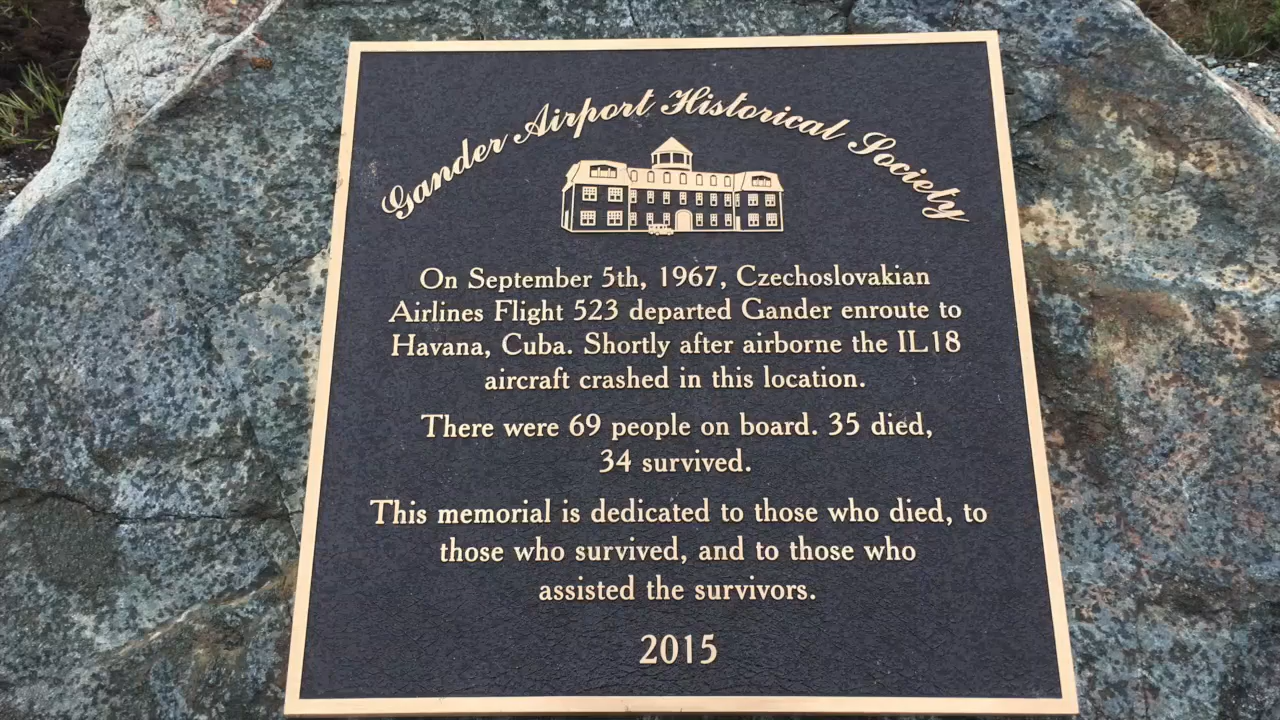 Gander Airport Historical Society
On September 5th, 1967, Czechoslovakian
Airlines Flight 523 departed Gander enroute to
Havana, Cuba. Shortly after airborne the IL18
aircraft crashed in this location.
There were 69 people on board. 35 died,
34 survived.
This memorial is dedicated to those who died, to
those who survived, and to those who
assisted the survivors.
2015